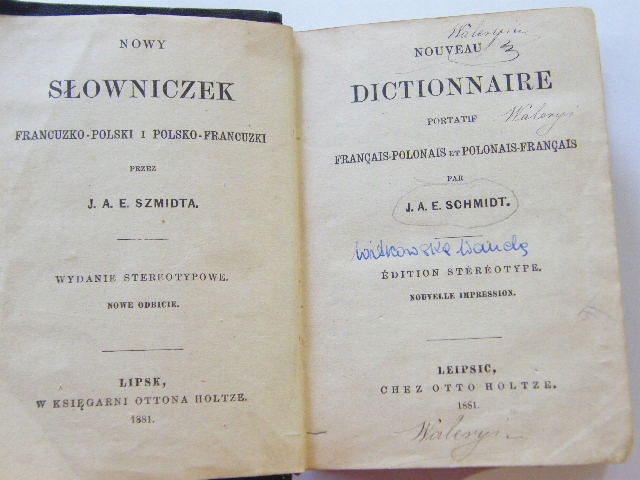 NOWY
SŁOWNICZEK
FRANCUZKO-POLSKI I POLSKO-FRANCUZKI
PRZEZ
J. A. E. SZMIDTA.
WYDANIE STEREOTYPOWE.
NOWE ODBICIE.
LIPSK,
W KSIĘGARNI OTTONA HOLTZE.
1881.
NOUVEAU
DICTIONNAIRE
PORTATIF
FRANÇAIS-POLONAIS ET POLONAIS-FRANÇAIS
PAR
J. A. E. SCHMIDT.
Witkowska Wanda
ÉDITION STÉRÉOTYPE.
NOUVELLE IMPRESSION.
LEIPSIC,
CHEZ OTTO HOLTZE.
1881.